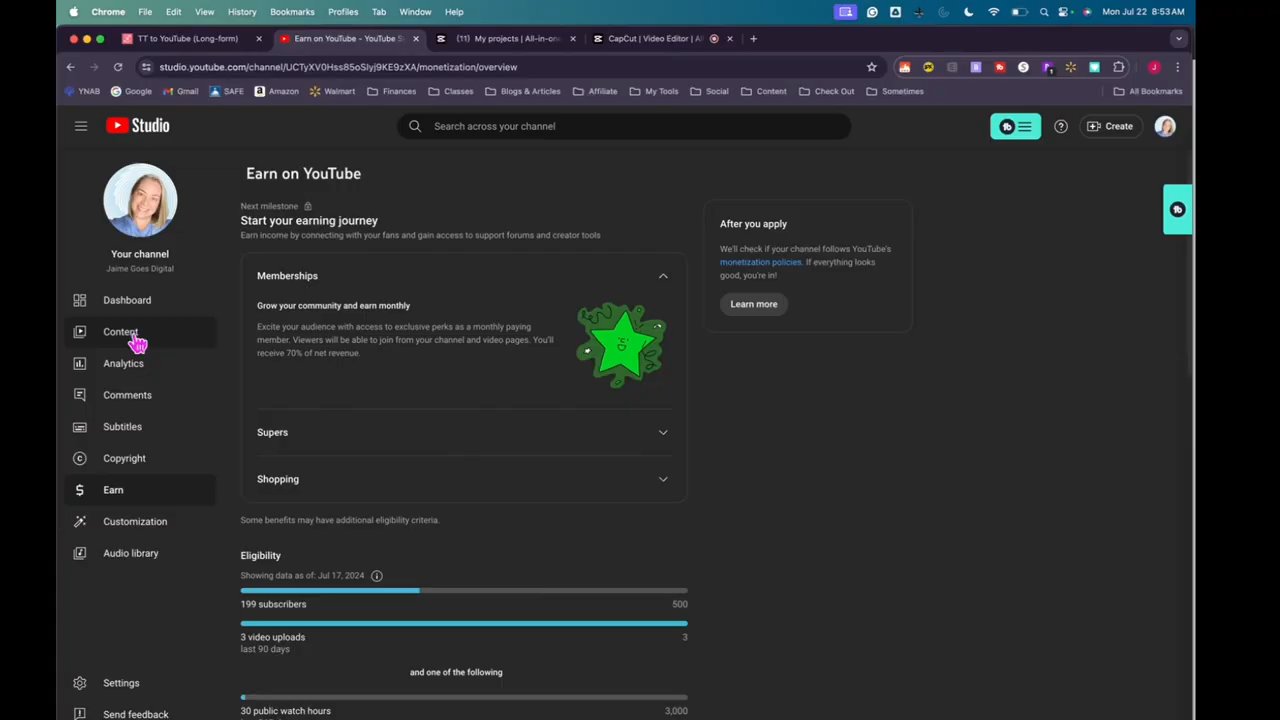 Chrome File Edit View History Bookmarks Profiles Tab Window Help Mon Jul 22 8:53 AM
TT to YouTube (Long-form)
Earn on YouTube - YouTube S
(11) My projects | All-in-one
CapCut | Video Editor | Al
studio.youtube.com/channel/UCTyXV0Hss85oSlyj9KE9zXA/monetization/overview
YNAB Google Gmail SAFE Amazon Walmart Finances Classes Blogs & Articles Affiliate My Tools Social Content Check Out Sometimes All Bookmarks
Studio
Search across your channel
Create
Your channel
Jaime Goes Digital
Dashboard
Content
Analytics
Comments
Subtitles
Copyright
Earn
Customization
Audio library
Settings
Send feedback
Earn on YouTube
Next milestone
Start your earning journey
Earn income by connecting with your fans and gain access to support forums and creator tools
Memberships
Grow your community and earn monthly
Excite your audience with access to exclusive perks as a monthly paying
member. Viewers will be able to join from your channel and video pages. You'll
receive 70% of net revenue.
Supers
Shopping
Some benefits may have additional eligibility criteria.
Eligibility
Showing data as of: Jul 17, 2024
199 subscribers 500
3 video uploads 3
last 90 days
and one of the following
30 public watch hours 3,000
After you apply
We'll check if your channel follows YouTube's
monetization policies. If everything looks
good, you're in!
Learn more